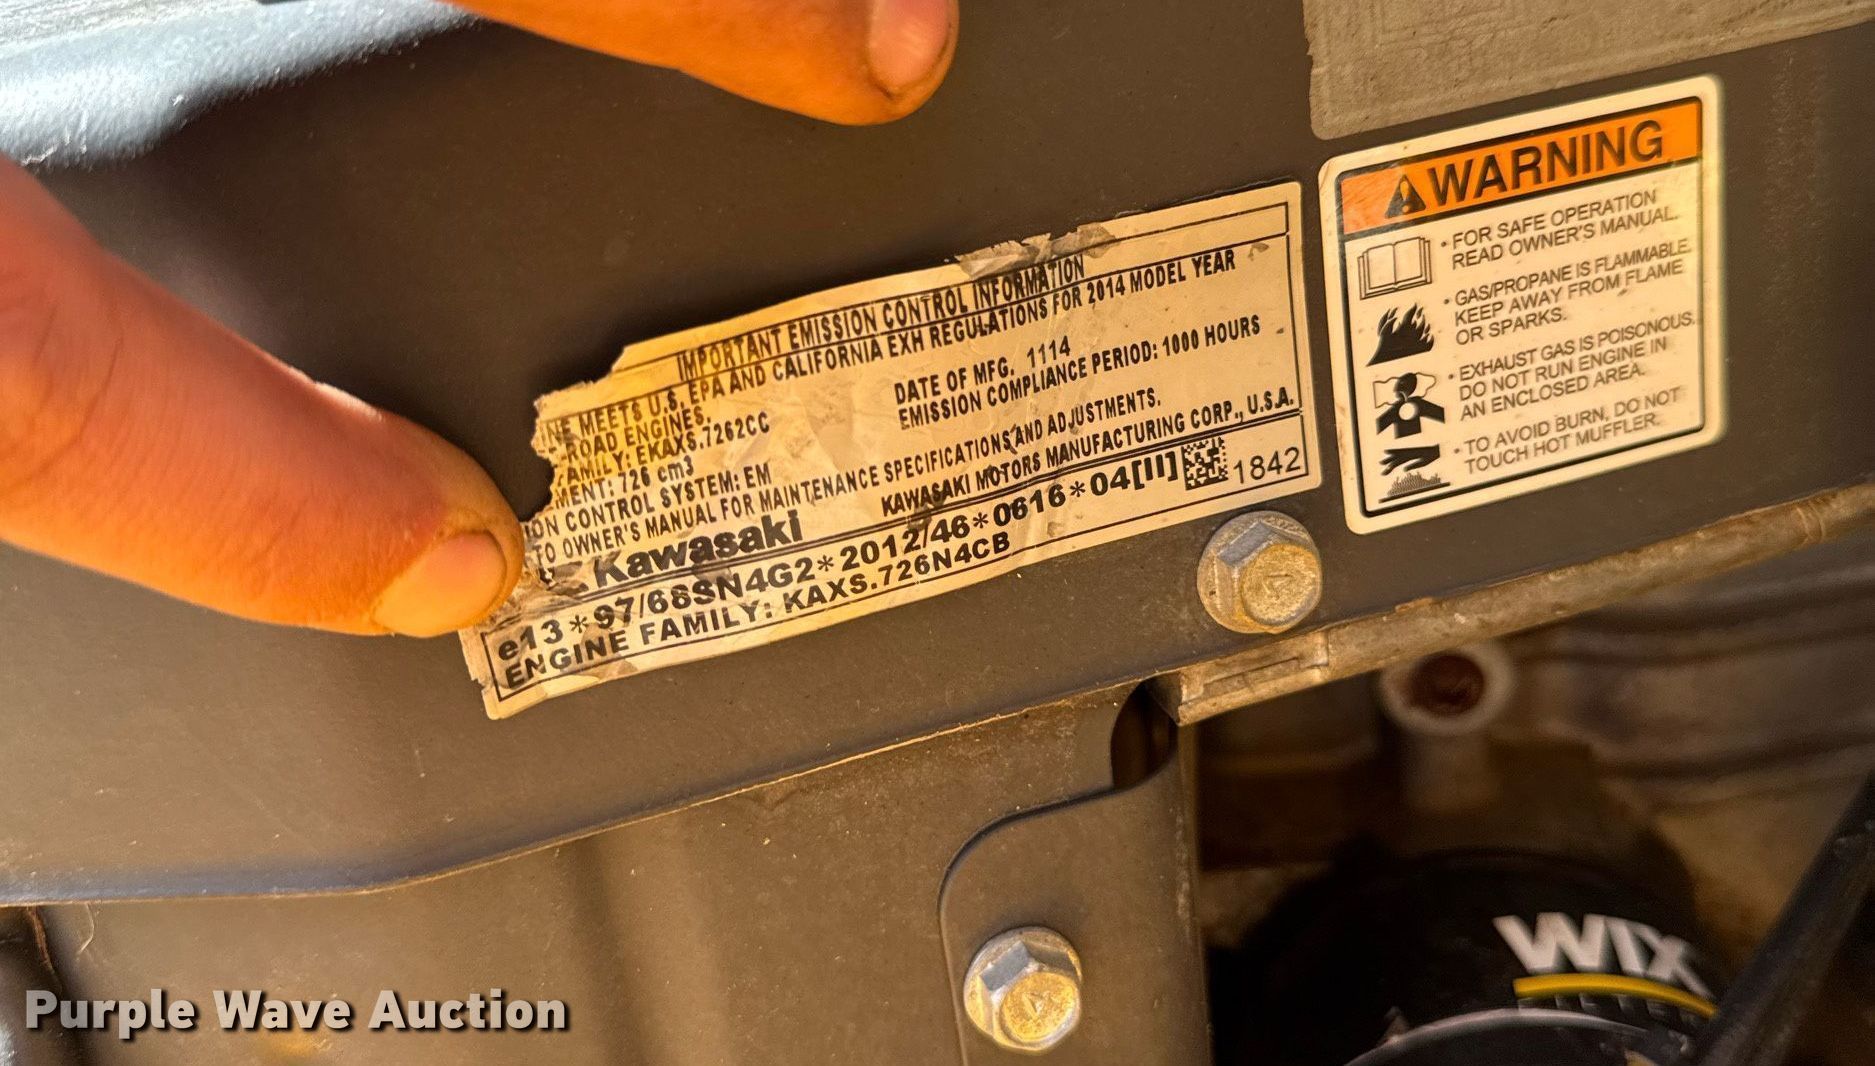 IMPORTANT EMISSION CONTROL INFORMATION
INE MEETS U.S. EPA AND CALIFORNIA EXH REGULATIONS FOR 2014 MODEL YEAR
-ROAD ENGINES.
FAMILY: EKAXS.7262CC
DATE OF MFG. 1114
MENT: 726 cm3
EMISSION COMPLIANCE PERIOD: 1000 HOURS
ION CONTROL SYSTEM: EM
TO OWNER'S MANUAL FOR MAINTENANCE SPECIFICATIONS AND ADJUSTMENTS.
Kawasaki
KAWASAKI MOTORS MANUFACTURING CORP., U.S.A.
e13*97/68SN4G2*2012/46*0616*04[II]
1842
ENGINE FAMILY: KAXS.726N4CB
WARNING
• FOR SAFE OPERATION
READ OWNER'S MANUAL.
• GAS/PROPANE IS FLAMMABLE.
KEEP AWAY FROM FLAME
OR SPARKS.
• EXHAUST GAS IS POISONOUS.
DO NOT RUN ENGINE IN
AN ENCLOSED AREA.
• TO AVOID BURN, DO NOT
TOUCH HOT MUFFLER.
WIX
Purple Wave Auction